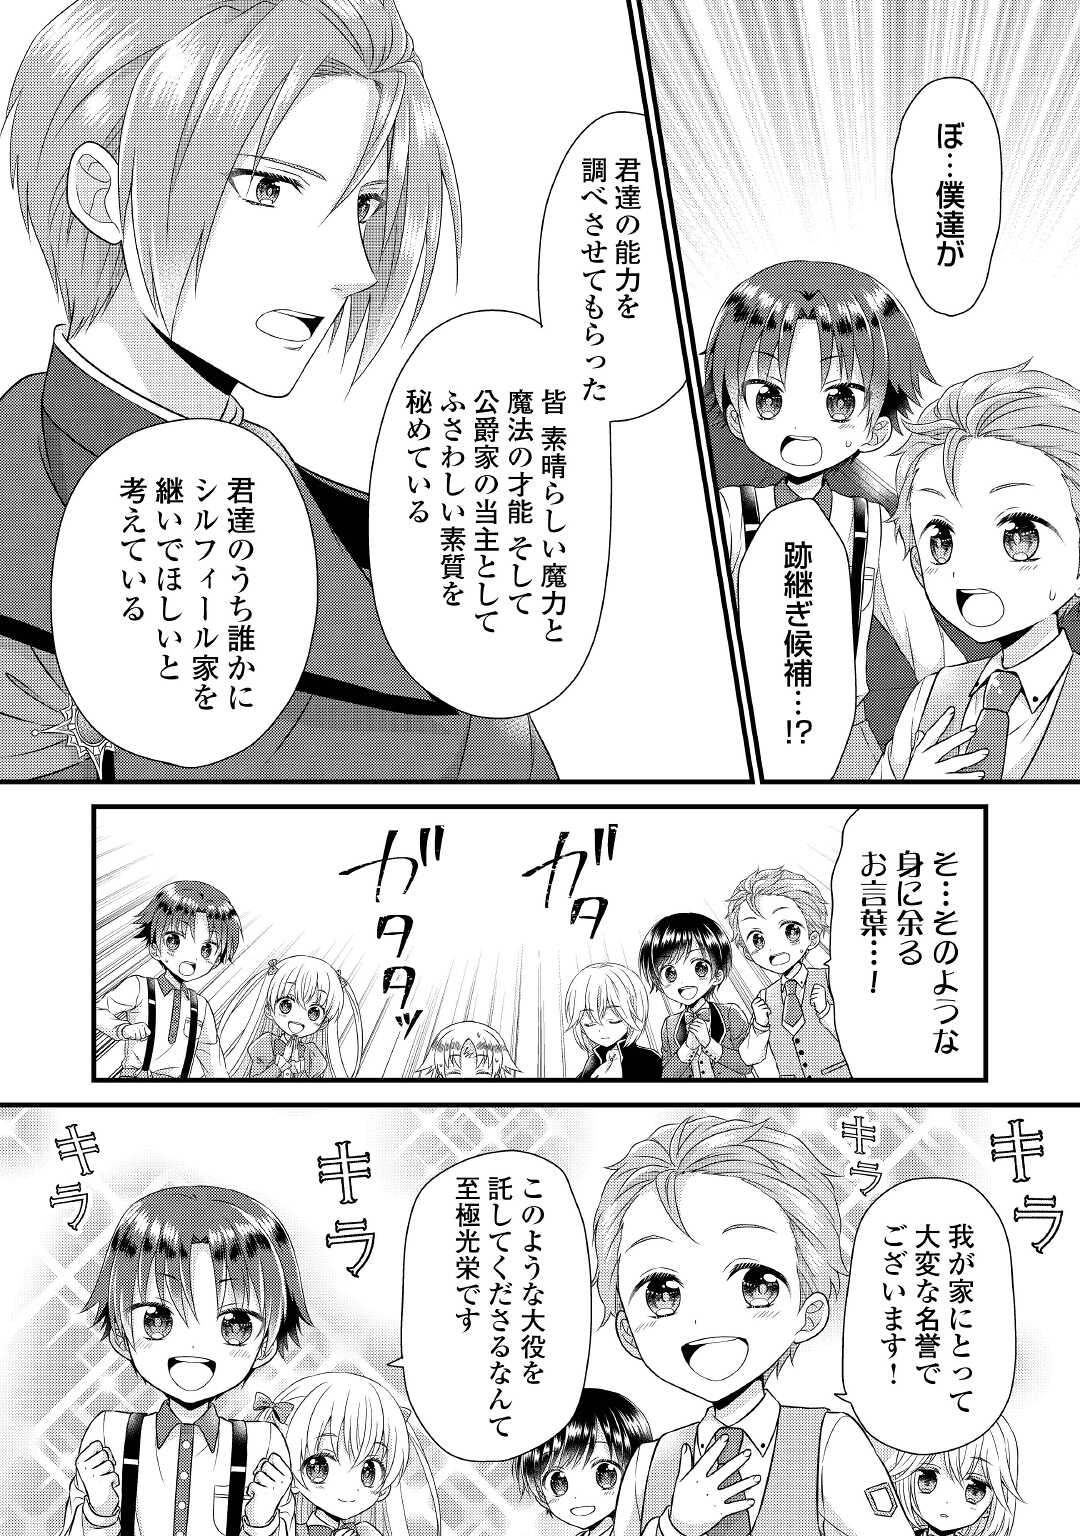 ぼ…僕達が
跡継ぎ候補…!?
君達の能力を
調べさせてもらった
皆 素晴らしい魔力と
魔法の才能 そして
公爵家の当主として
ふさわしい素質を
秘めている
君達のうち誰かに
シルフィール家を
継いでほしいと
考えている
そ…そのような
身に余る
お言葉…!
ガタ
ガタタッ
我が家にとって
大変な名誉で
ございます!
このような大役を
託してくださるなんて
至極光栄です
キラ
キラ
キラ
キラ